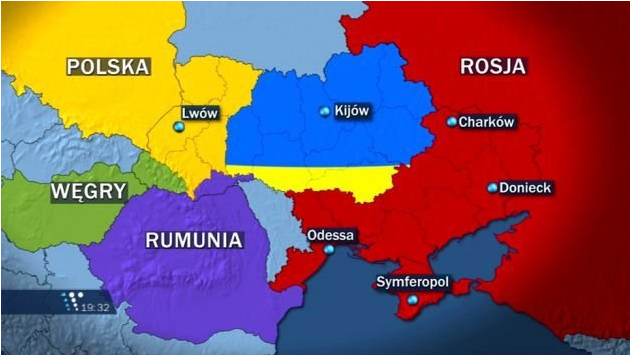 POLSKA
ROSJA
Lwów
Kijów
Charków
WĘGRY
Donieck
RUMUNIA
Odessa
Symferopol
19:32